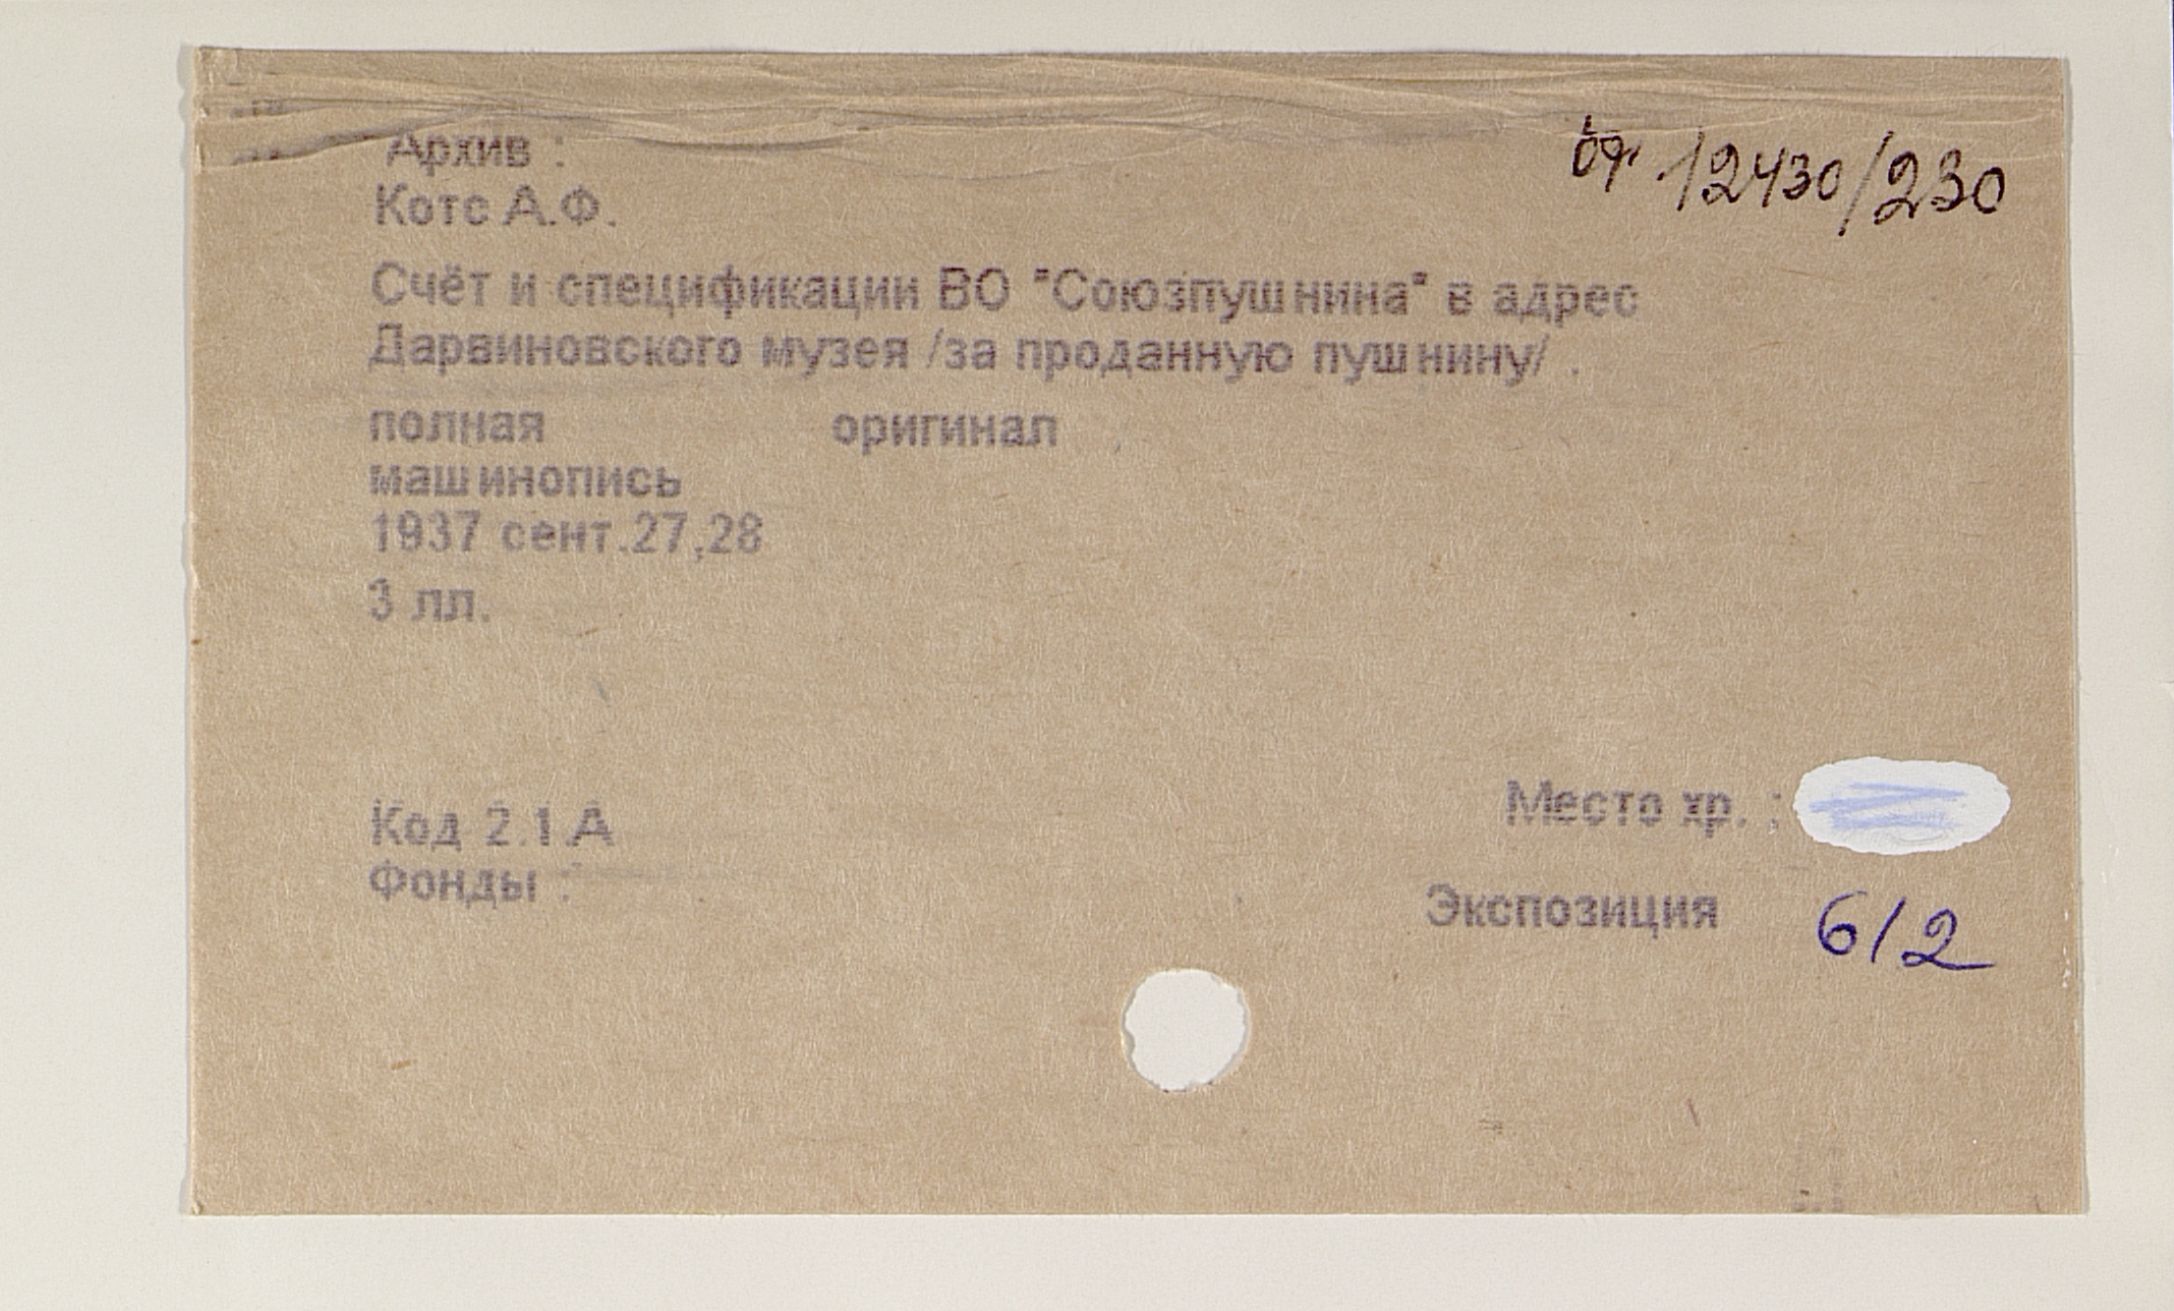 Архив :
12430/230
Котс А.Ф.
Счёт и спецификации ВО "Союзпушнина" в адрес
Дарвиновского музея /за проданную пушнину/ .
полная оригинал
машинопись
1937 сент.27,28
3 лл.
Место хр. :
Код 2.1.А
Фонды :
Экспозиция 6/2